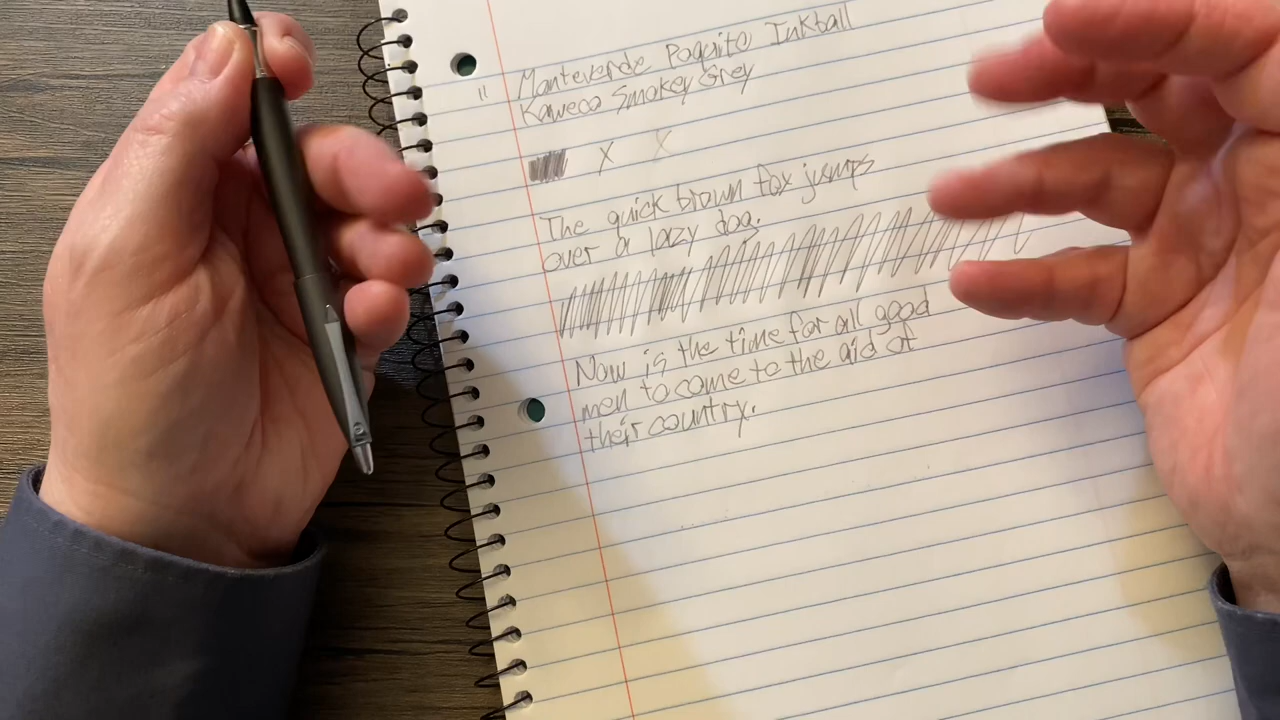 Monteverde Poquito Inkball
" Kaweco Smokey Grey
X X
The quick brown fox jumps
over a lazy dog.
Now is the time for all good
men to come to the aid of
their country.